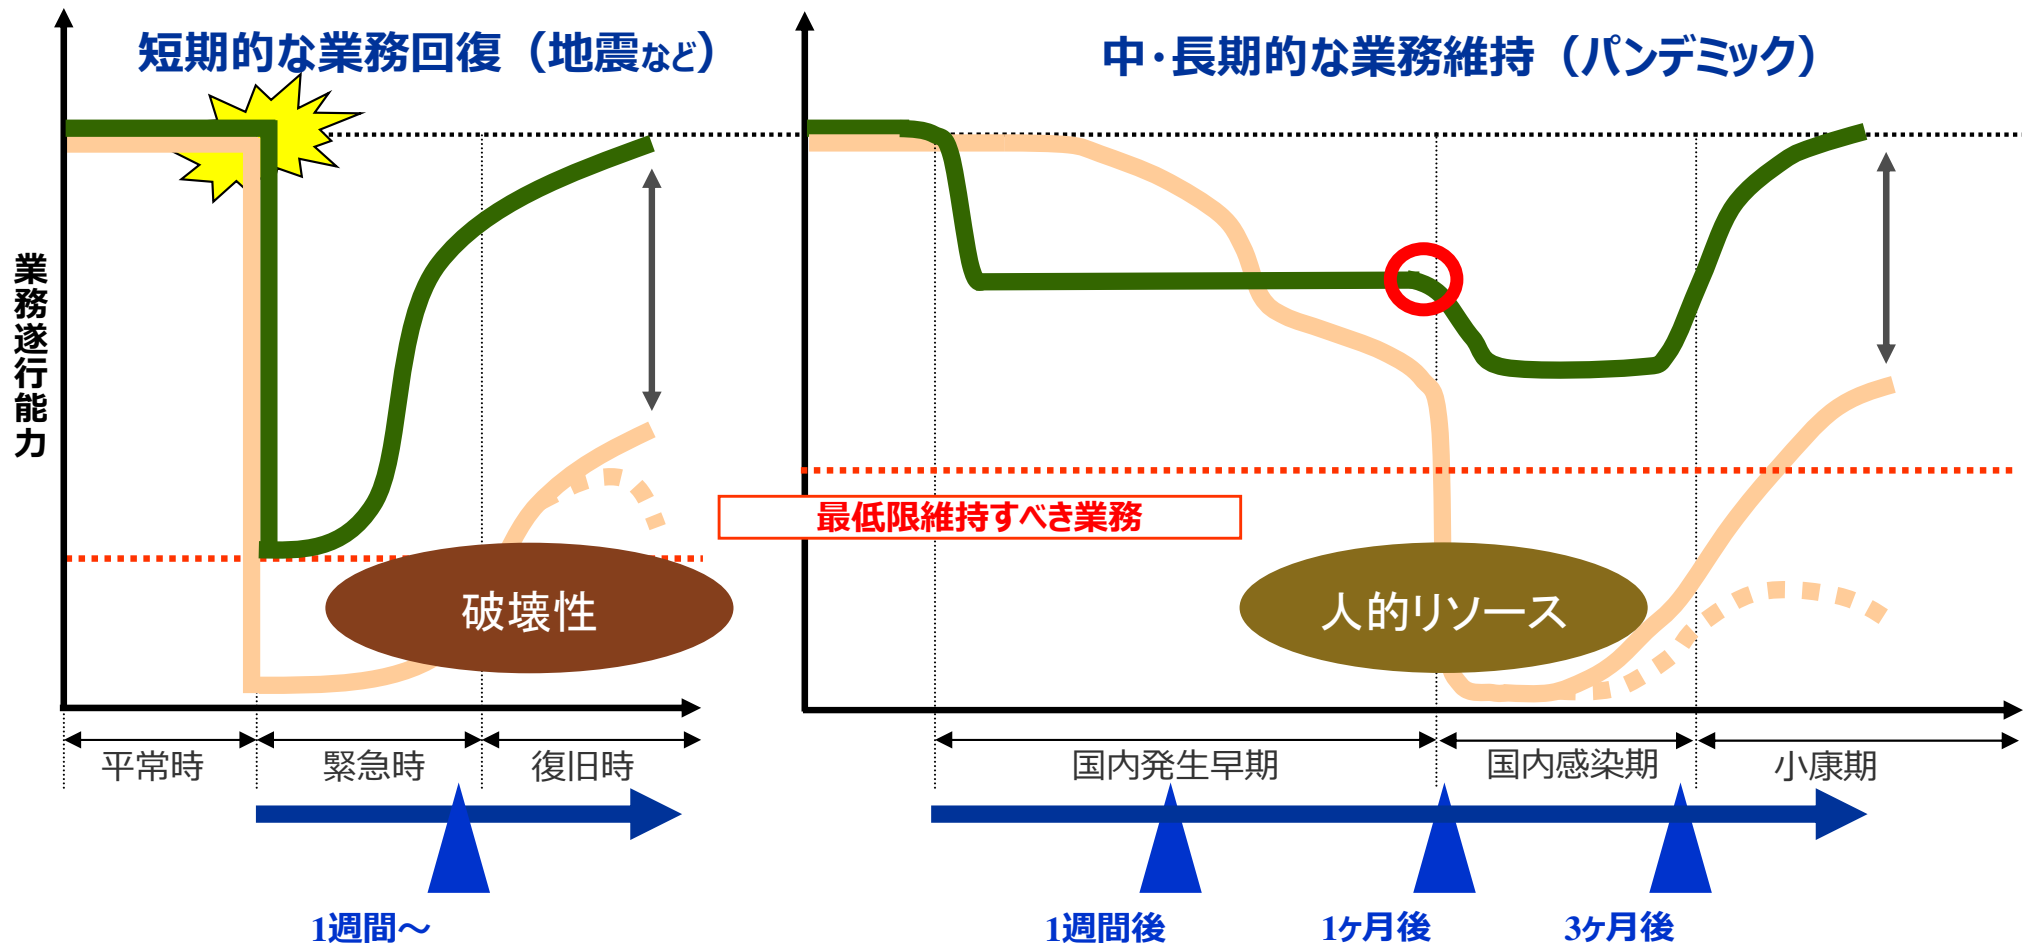 短期的な業務回復（地震など）
中・長期的な業務維持（パンデミック）
業務遂行能力
最低限維持すべき業務
破壊性
人的リソース
平常時
緊急時
復旧時
国内発生早期
国内感染期
小康期
1週間～
1週間後
1ヶ月後
3ヶ月後